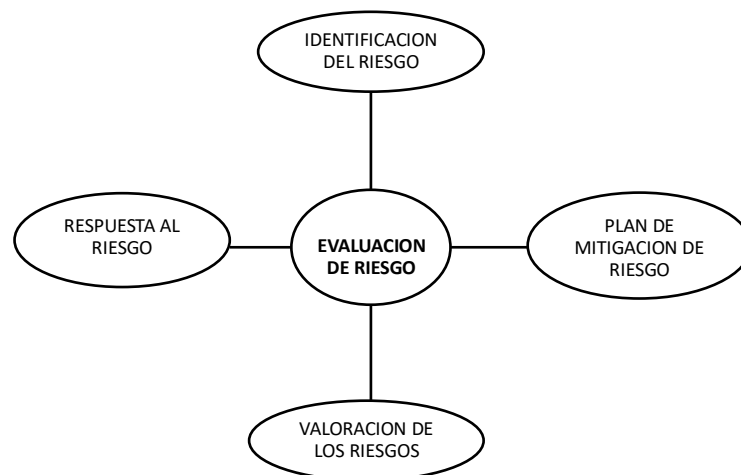 IDENTIFICACION
DEL RIESGO
RESPUESTA AL
RIESGO
EVALUACION
DE RIESGO
PLAN DE
MITIGACION DE
RIESGO
VALORACION DE
LOS RIESGOS